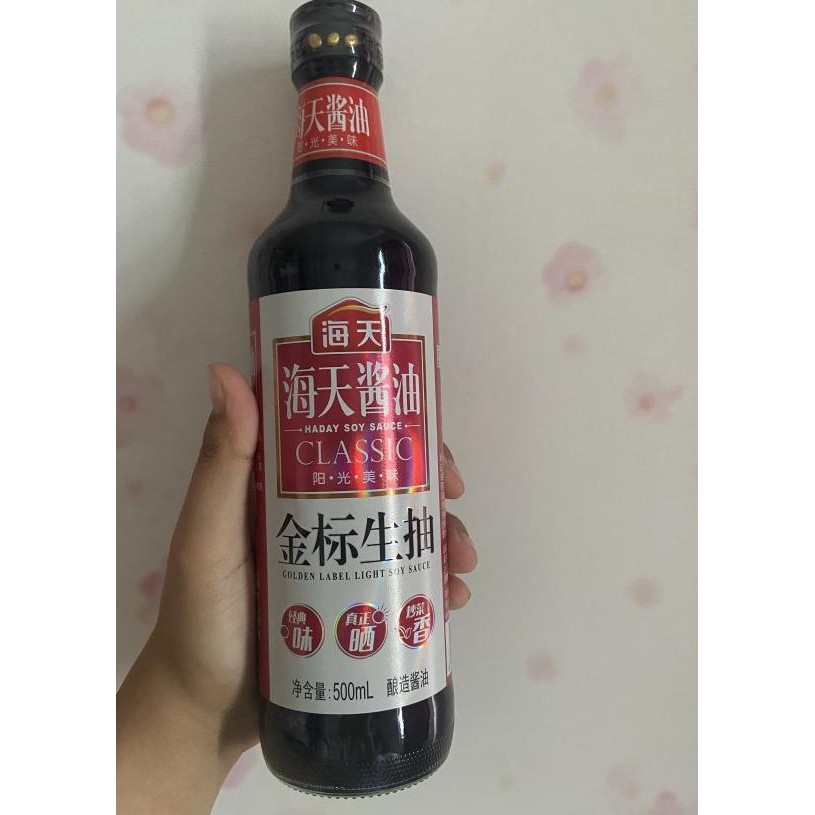 海天酱油
阳·光·美·味
海天
海天酱油
HADAY SOY SAUCE
CLASSIC
阳·光·美·味
金标生抽
GOLDEN LABEL LIGHT SOY SAUCE
经典味
真正晒
炒菜香
净含量:500mL 酿造酱油